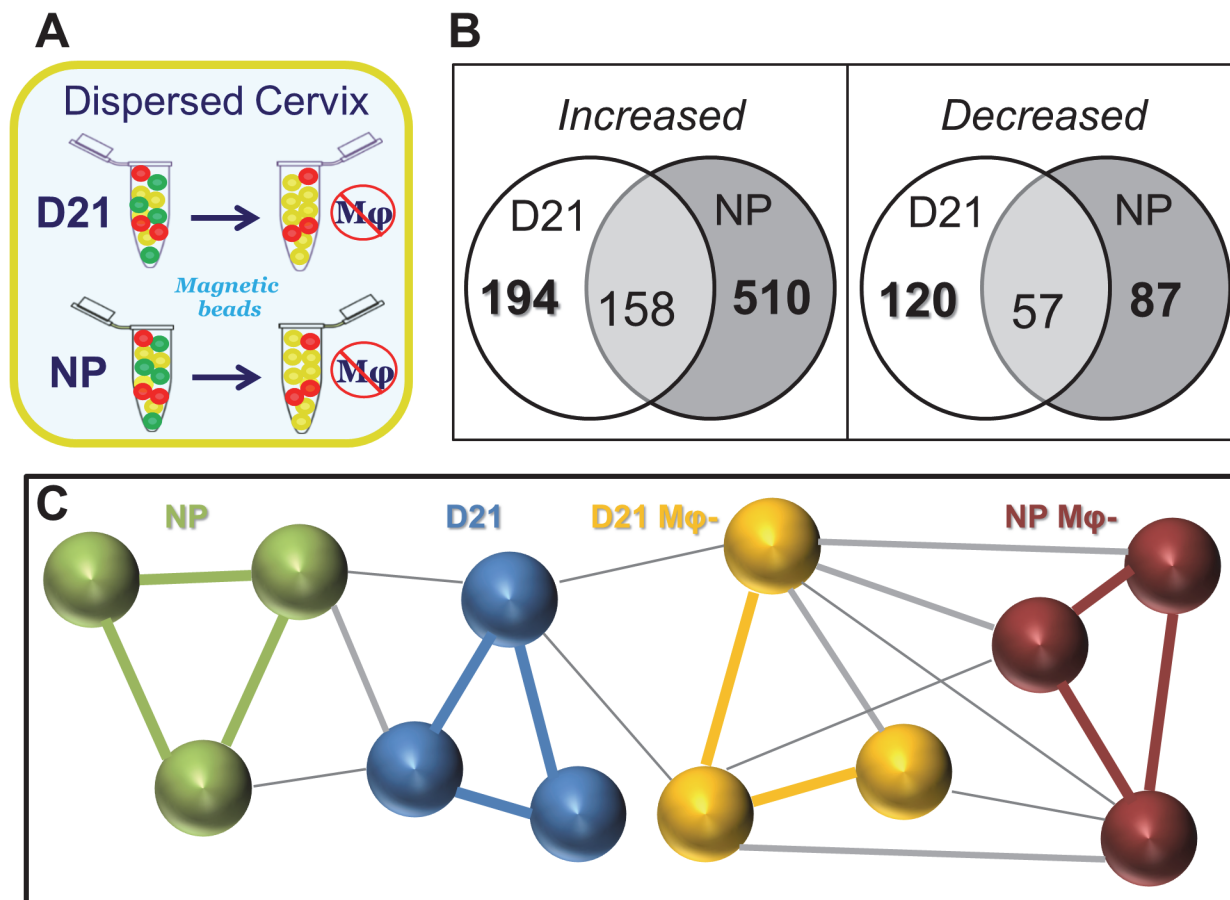 A
Dispersed Cervix
D21
Mφ
Magnetic
beads
NP
Mφ
B
Increased
D21
NP
194
158
510
Decreased
D21
NP
120
57
87
C
NP
D21
D21 Mφ-
NP Mφ-